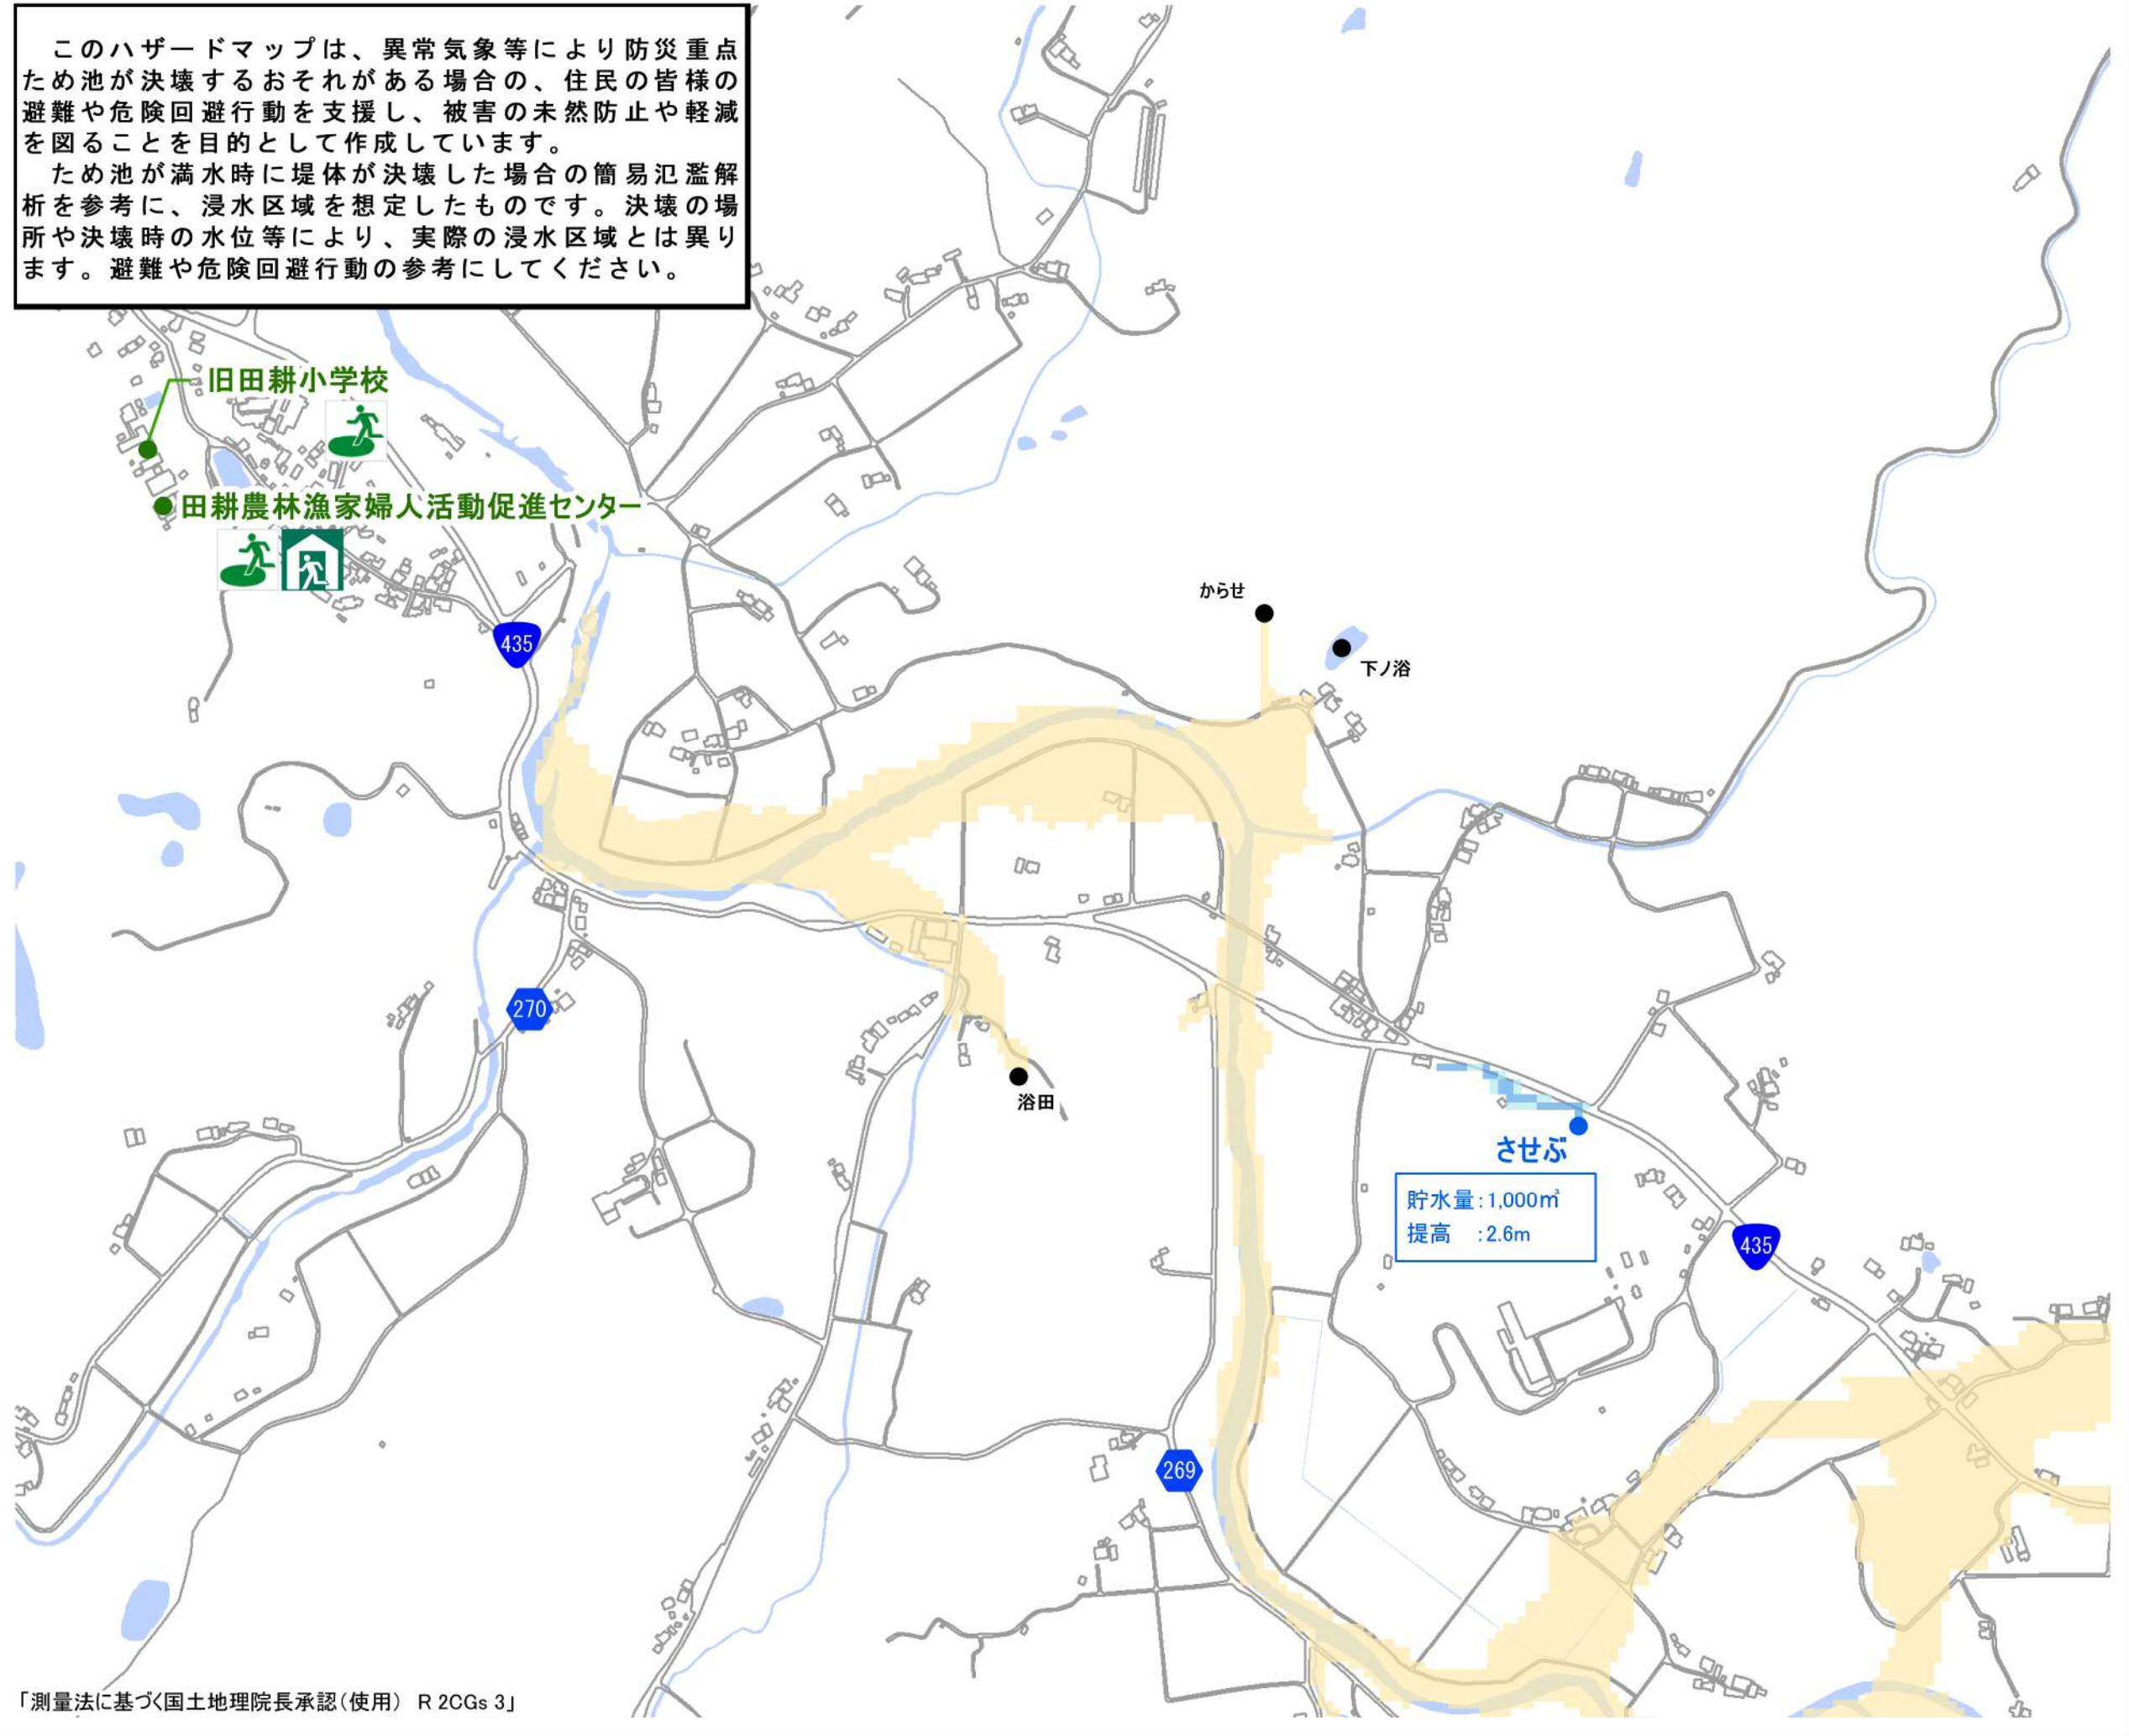 このハザードマップは、異常気象等により防災重点
ため池が決壊するおそれがある場合の、住民の皆様の
避難や危険回避行動を支援し、被害の未然防止や軽減
を図ることを目的として作成しています。
ため池が満水時に堤体が決壊した場合の簡易氾濫解
析を参考に、浸水区域を想定したものです。決壊の場
所や決壊時の水位等により、実際の浸水区域とは異り
ます。避難や危険回避行動の参考にしてください。
旧田耕小学校
田耕農林漁家婦人活動促進センター
435
からせ
下ノ浴
270
浴田
させぶ
貯水量:1,000㎥
提高 :2.6m
435
269
「測量法に基づく国土地理院長承認(使用) R 2CGs 3」